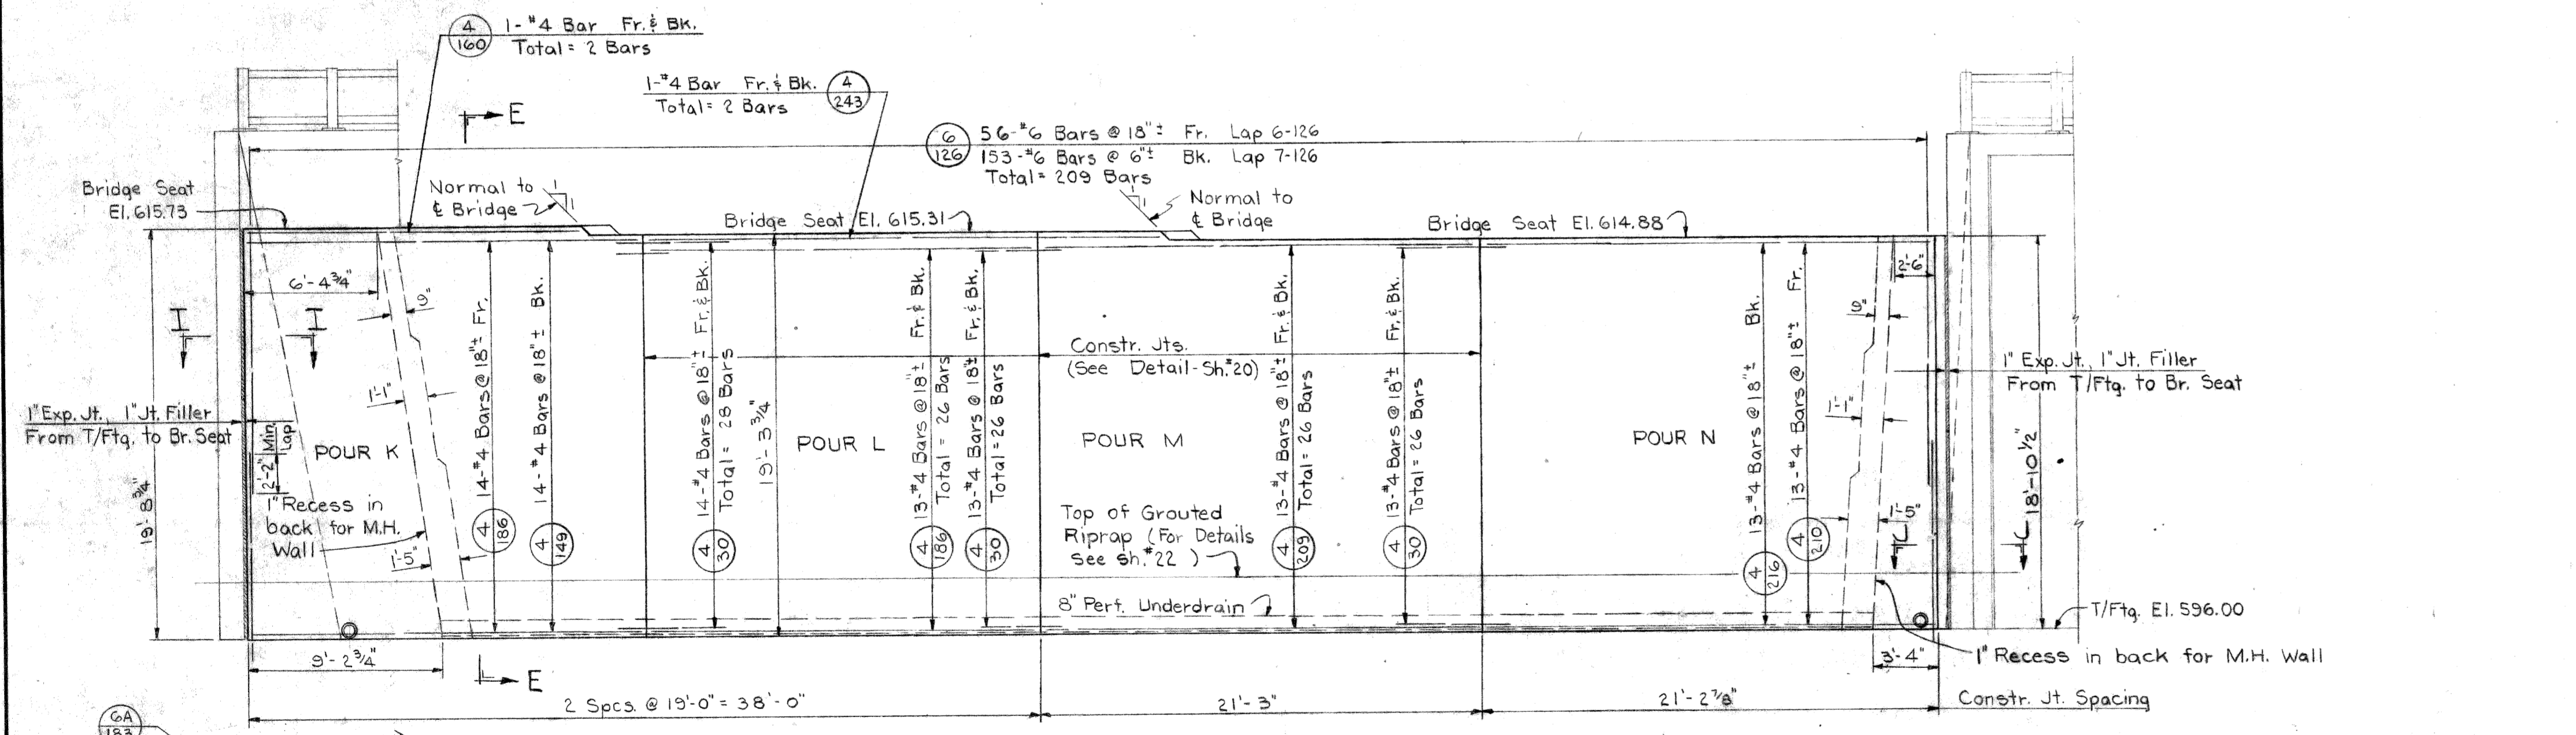 4
160
1-#4 Bar Fr. & Bk.
Total = 2 Bars
1-#4 Bar Fr. & Bk.
Total = 2 Bars
4
243
E
6
126
56-#6 Bars @ 18"± Fr. Lap 6-126
153-#6 Bars @ 6"± Bk. Lap 7-126
Total = 209 Bars
Bridge Seat
El. 615.73
Normal to
℄ Bridge
1
1
Bridge Seat El. 615.31
1
1
Normal to
℄ Bridge
Bridge Seat El. 614.88
6'-4¾"
9"
I
I
1'-1"
1" Exp. Jt., 1" Jt. Filler
From T/Ftg. to Br. Seat
2'-2" Min.
Lap
POUR K
19'-8¾"
1" Recess in
back for M.H.
Wall
1'-5"
14-#4 Bars @ 18"± Fr.
4
186
14-#4 Bars @ 18"± Bk.
4
149
14-#4 Bars @ 18"± Fr. & Bk.
Total = 28 Bars
4
30
19'-3¾"
POUR L
13-#4 Bars @ 18"± Fr. & Bk.
Total = 26 Bars
4
186
13-#4 Bars @ 18"± Fr. & Bk.
Total = 26 Bars
4
30
Constr. Jts.
(See Detail-Sh.#20)
POUR M
Top of Grouted
Riprap (For Details
See Sh.#22 )
8" Perf. Underdrain
13-#4 Bars @ 18"± Fr. & Bk.
Total = 26 Bars
4
209
13-#4 Bars @ 18"± Fr. & Bk.
Total = 26 Bars
4
30
POUR N
13-#4 Bars @ 18"± Bk.
4
216
13-#4 Bars @ 18"± Fr.
4
210
2'-6"
9"
1'-1"
1'-5"
1" Exp. Jt., 1" Jt. Filler
From T/Ftg. to Br. Seat
18'-10½"
T/Ftg. El. 596.00
3'-4"
1" Recess in back for M.H. Wall
9'-2¾"
E
2 Spcs. @ 19'-0" = 38'-0"
21'-3"
21'-2⅞"
Constr. Jt. Spacing
6A
183